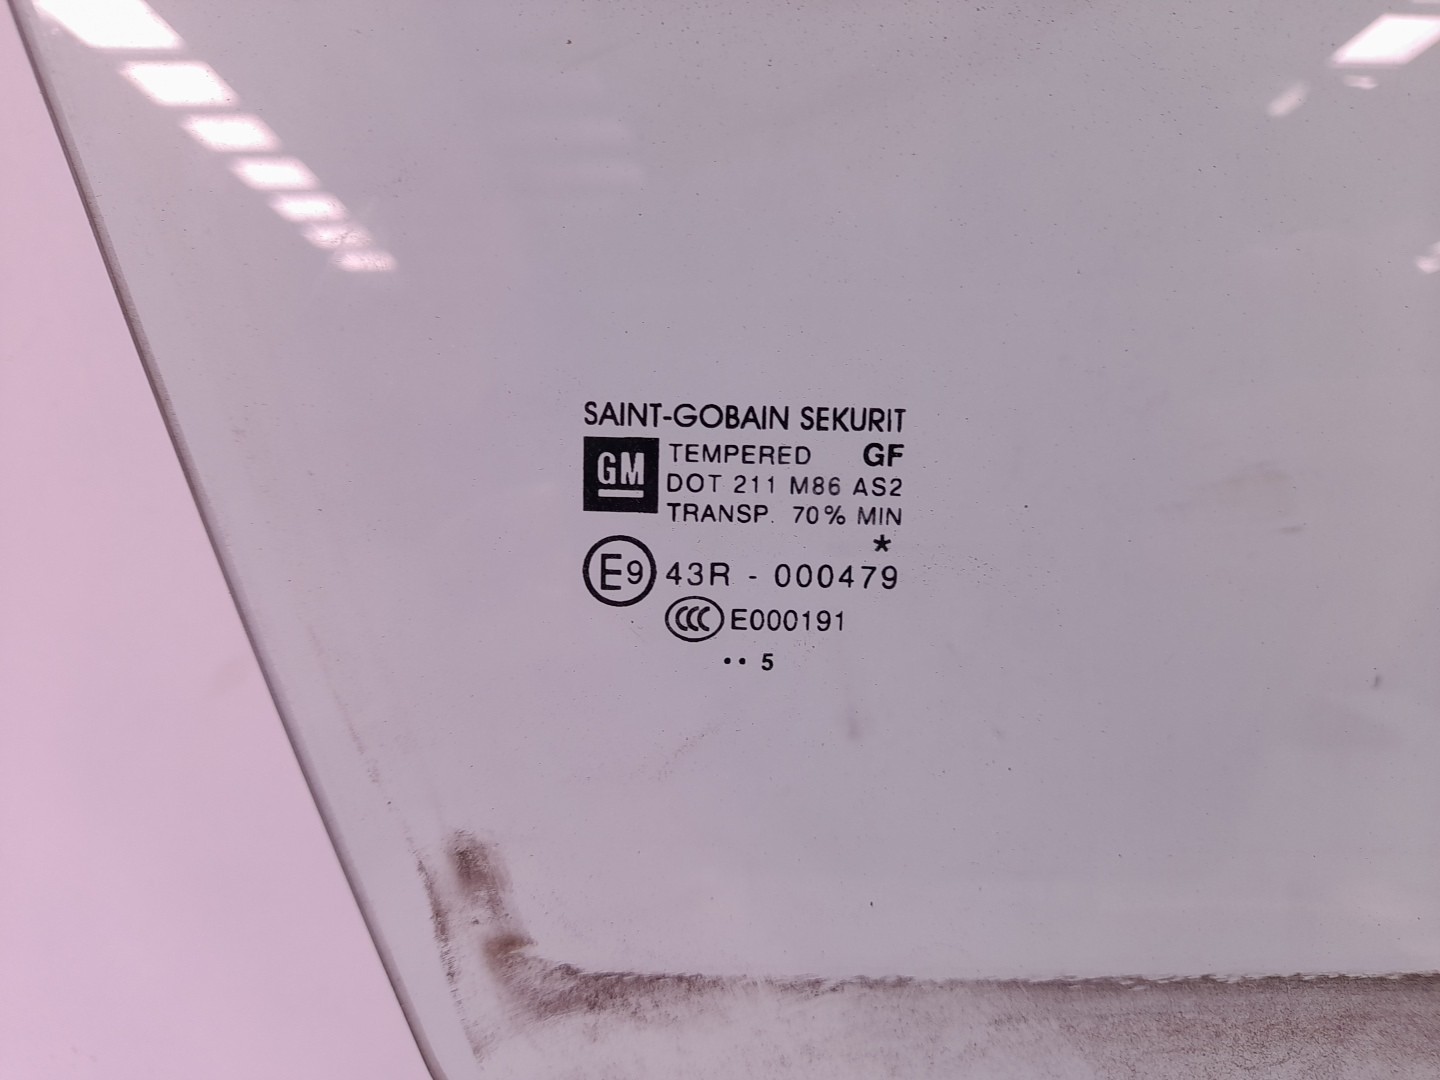 SAINT-GOBAIN SEKURIT
GM TEMPERED GF
DOT 211 M86 AS2
TRANSP. 70% MIN
*
E9 43R - 000479
CCC E000191
•• 5